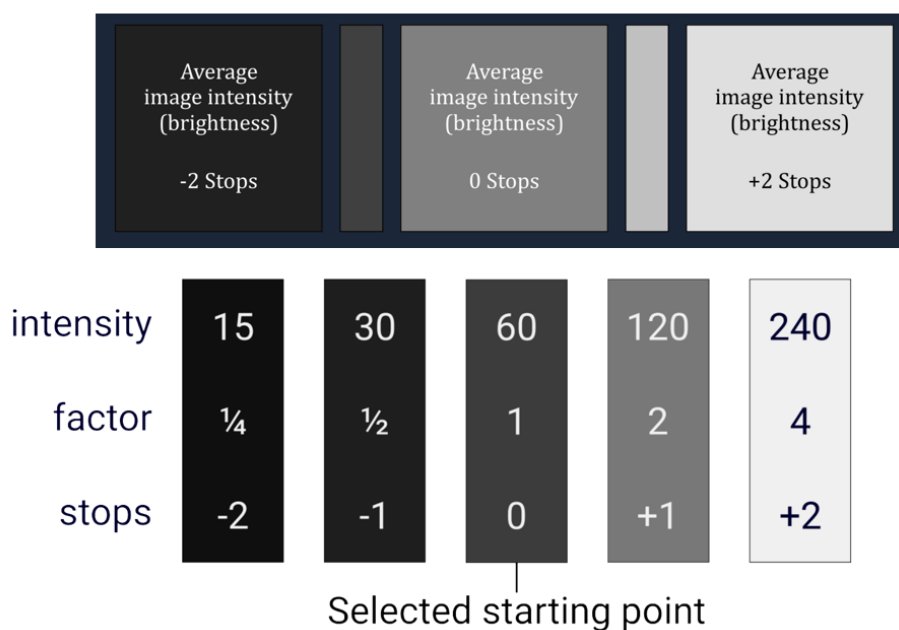 Average
image intensity
(brightness)
-2 Stops
Average
image intensity
(brightness)
0 Stops
Average
image intensity
(brightness)
+2 Stops
intensity 15 30 60 120 240
factor ¼ ½ 1 2 4
stops -2 -1 0 +1 +2
Selected starting point